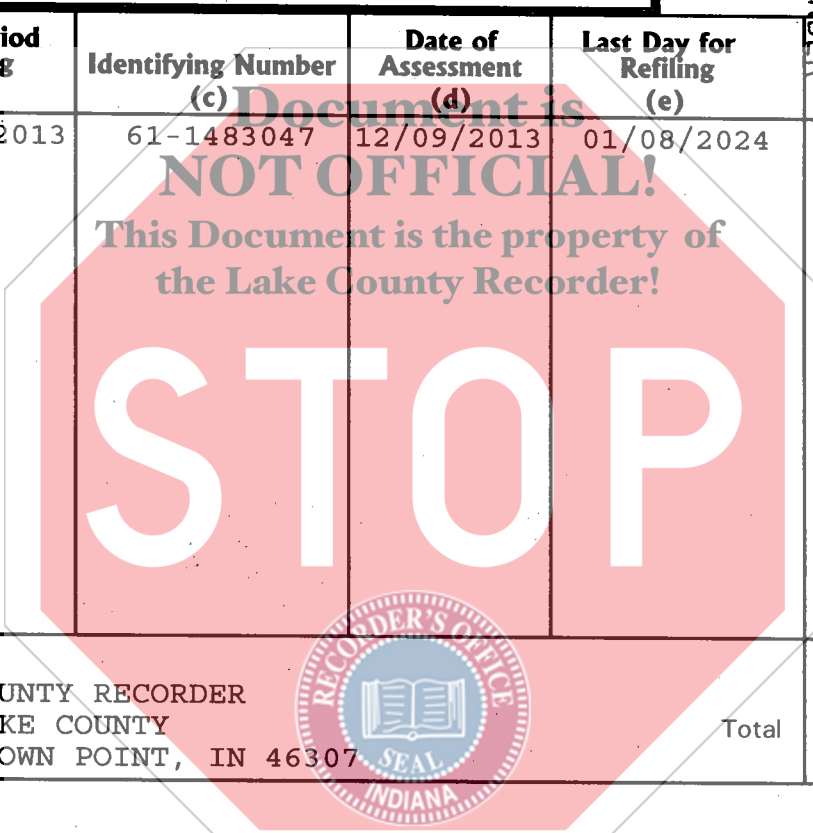 iod
g
Identifying Number
(c)
Date of
Assessment
(d)
Last Day for
Refiling
(e)
2013 61-1483047 12/09/2013 01/08/2024
Document is
NOT OFFICIAL!
This Document is the property of
the Lake County Recorder!
STOP
UNTY RECORDER
KE COUNTY
OWN POINT, IN 46307
Total
RECORDER'S OFFICE
SEAL
INDIANA